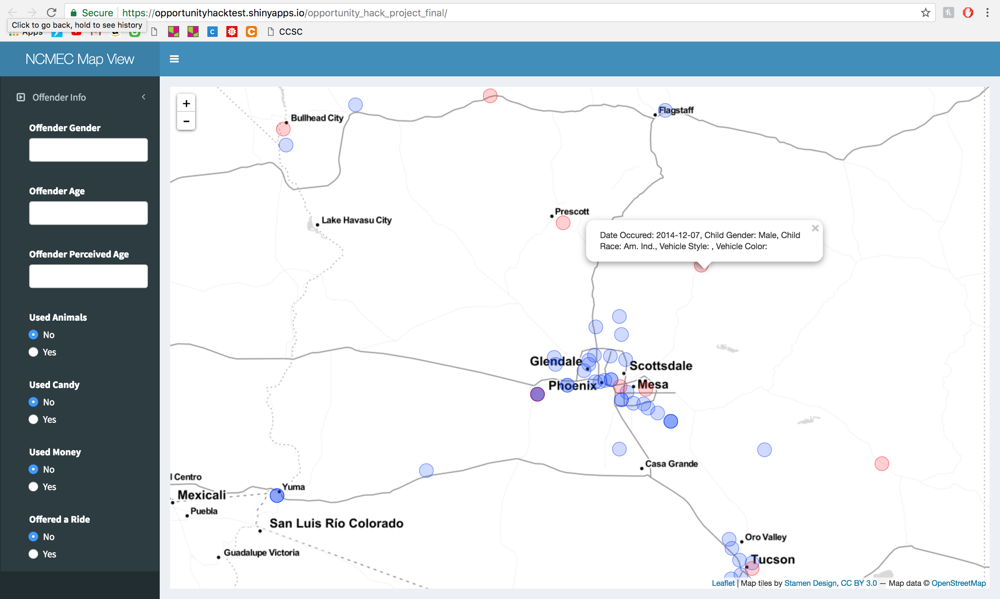 Secure https://opportunityhacktest.shinyapps.io/opportunity_hack_project_final/
Click to go back, hold to see history
Apps
CCSC
NCMEC Map View
Offender Info
Offender Gender
Offender Age
Offender Perceived Age
Used Animals
No
Yes
Used Candy
No
Yes
Used Money
No
Yes
Offered a Ride
No
Yes
+
−
Bullhead City
Flagstaff
Lake Havasu City
Prescott
Date Occured: 2014-12-07, Child Gender: Male, Child
Race: Am. Ind., Vehicle Style: , Vehicle Color:
×
Glendale
Scottsdale
Phoenix
Mesa
Casa Grande
l Centro
Yuma
Mexicali
Puebla
San Luis Río Colorado
Guadalupe Victoria
Oro Valley
Tucson
Leaflet | Map tiles by Stamen Design, CC BY 3.0 — Map data © OpenStreetMap